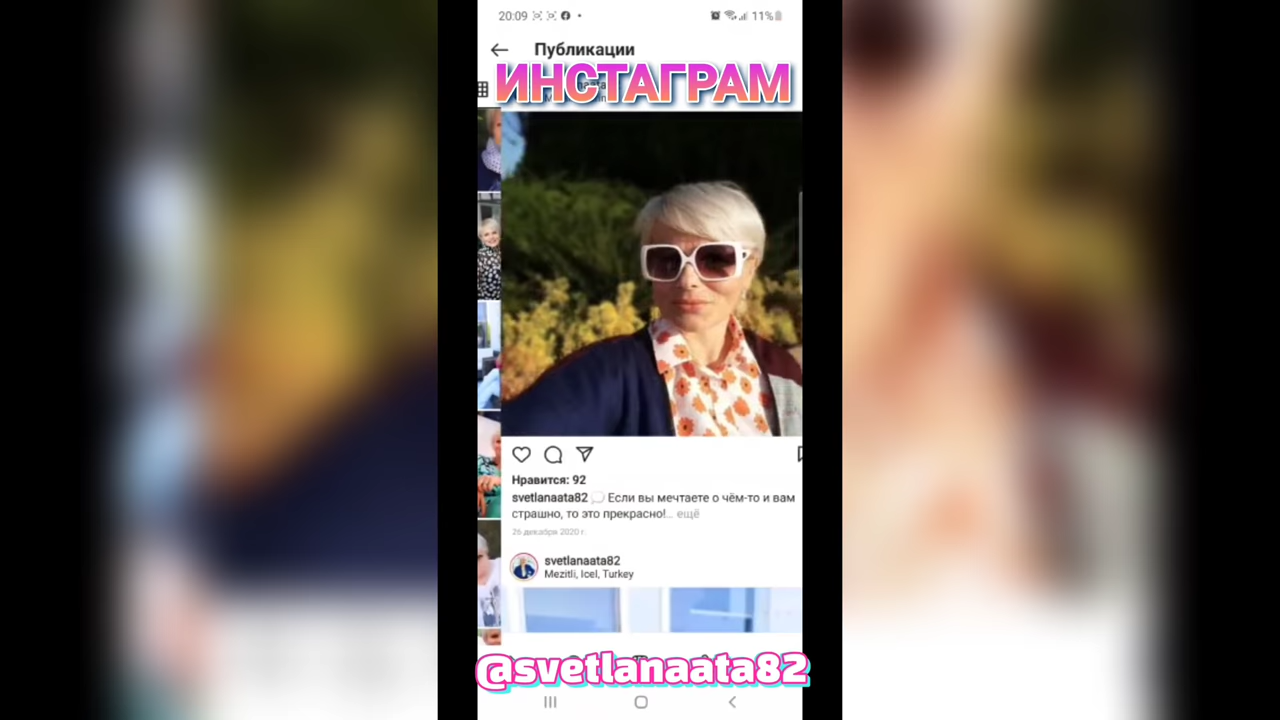 20:09
11%
Публикации
ИНСТАГРАМ
Нравится: 92
svetlanaata82 Если вы мечтаете о чём-то и вам
страшно, то это прекрасно!... ещё
26 декабря 2020 г.
svetlanaata82
Mezitli, Icel, Turkey
@svetlanaata82